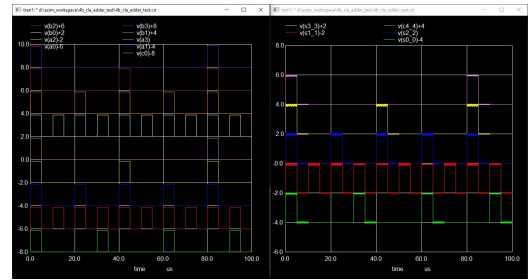 tran1: "d:\asim_workspace\4b_cla_adder_test\4b_cla_adder_test.cir
v(b2)+6 v(b3)+8
v(b0)+2 v(b1)+4
v(a2)-2 v(a3)
v(a0)-6 v(a1)-4
v(c0)-8
10.0
8.0
6.0
4.0
2.0
0.0
-2.0
-4.0
-6.0
-8.0
0.0 20.0 40.0 60.0 80.0 100.0
time us
tran1: "d:\asim_workspace\4b_cla_adder_test\4b_cla_adder_test.cir
v(s3_3)+2 v(c4_4)+4
v(s1_1)-2 v(s2_2)
v(s0_0)-4
8.0
6.0
4.0
2.0
0.0
-2.0
-4.0
-6.0
0.0 20.0 40.0 60.0 80.0 100.0
time us